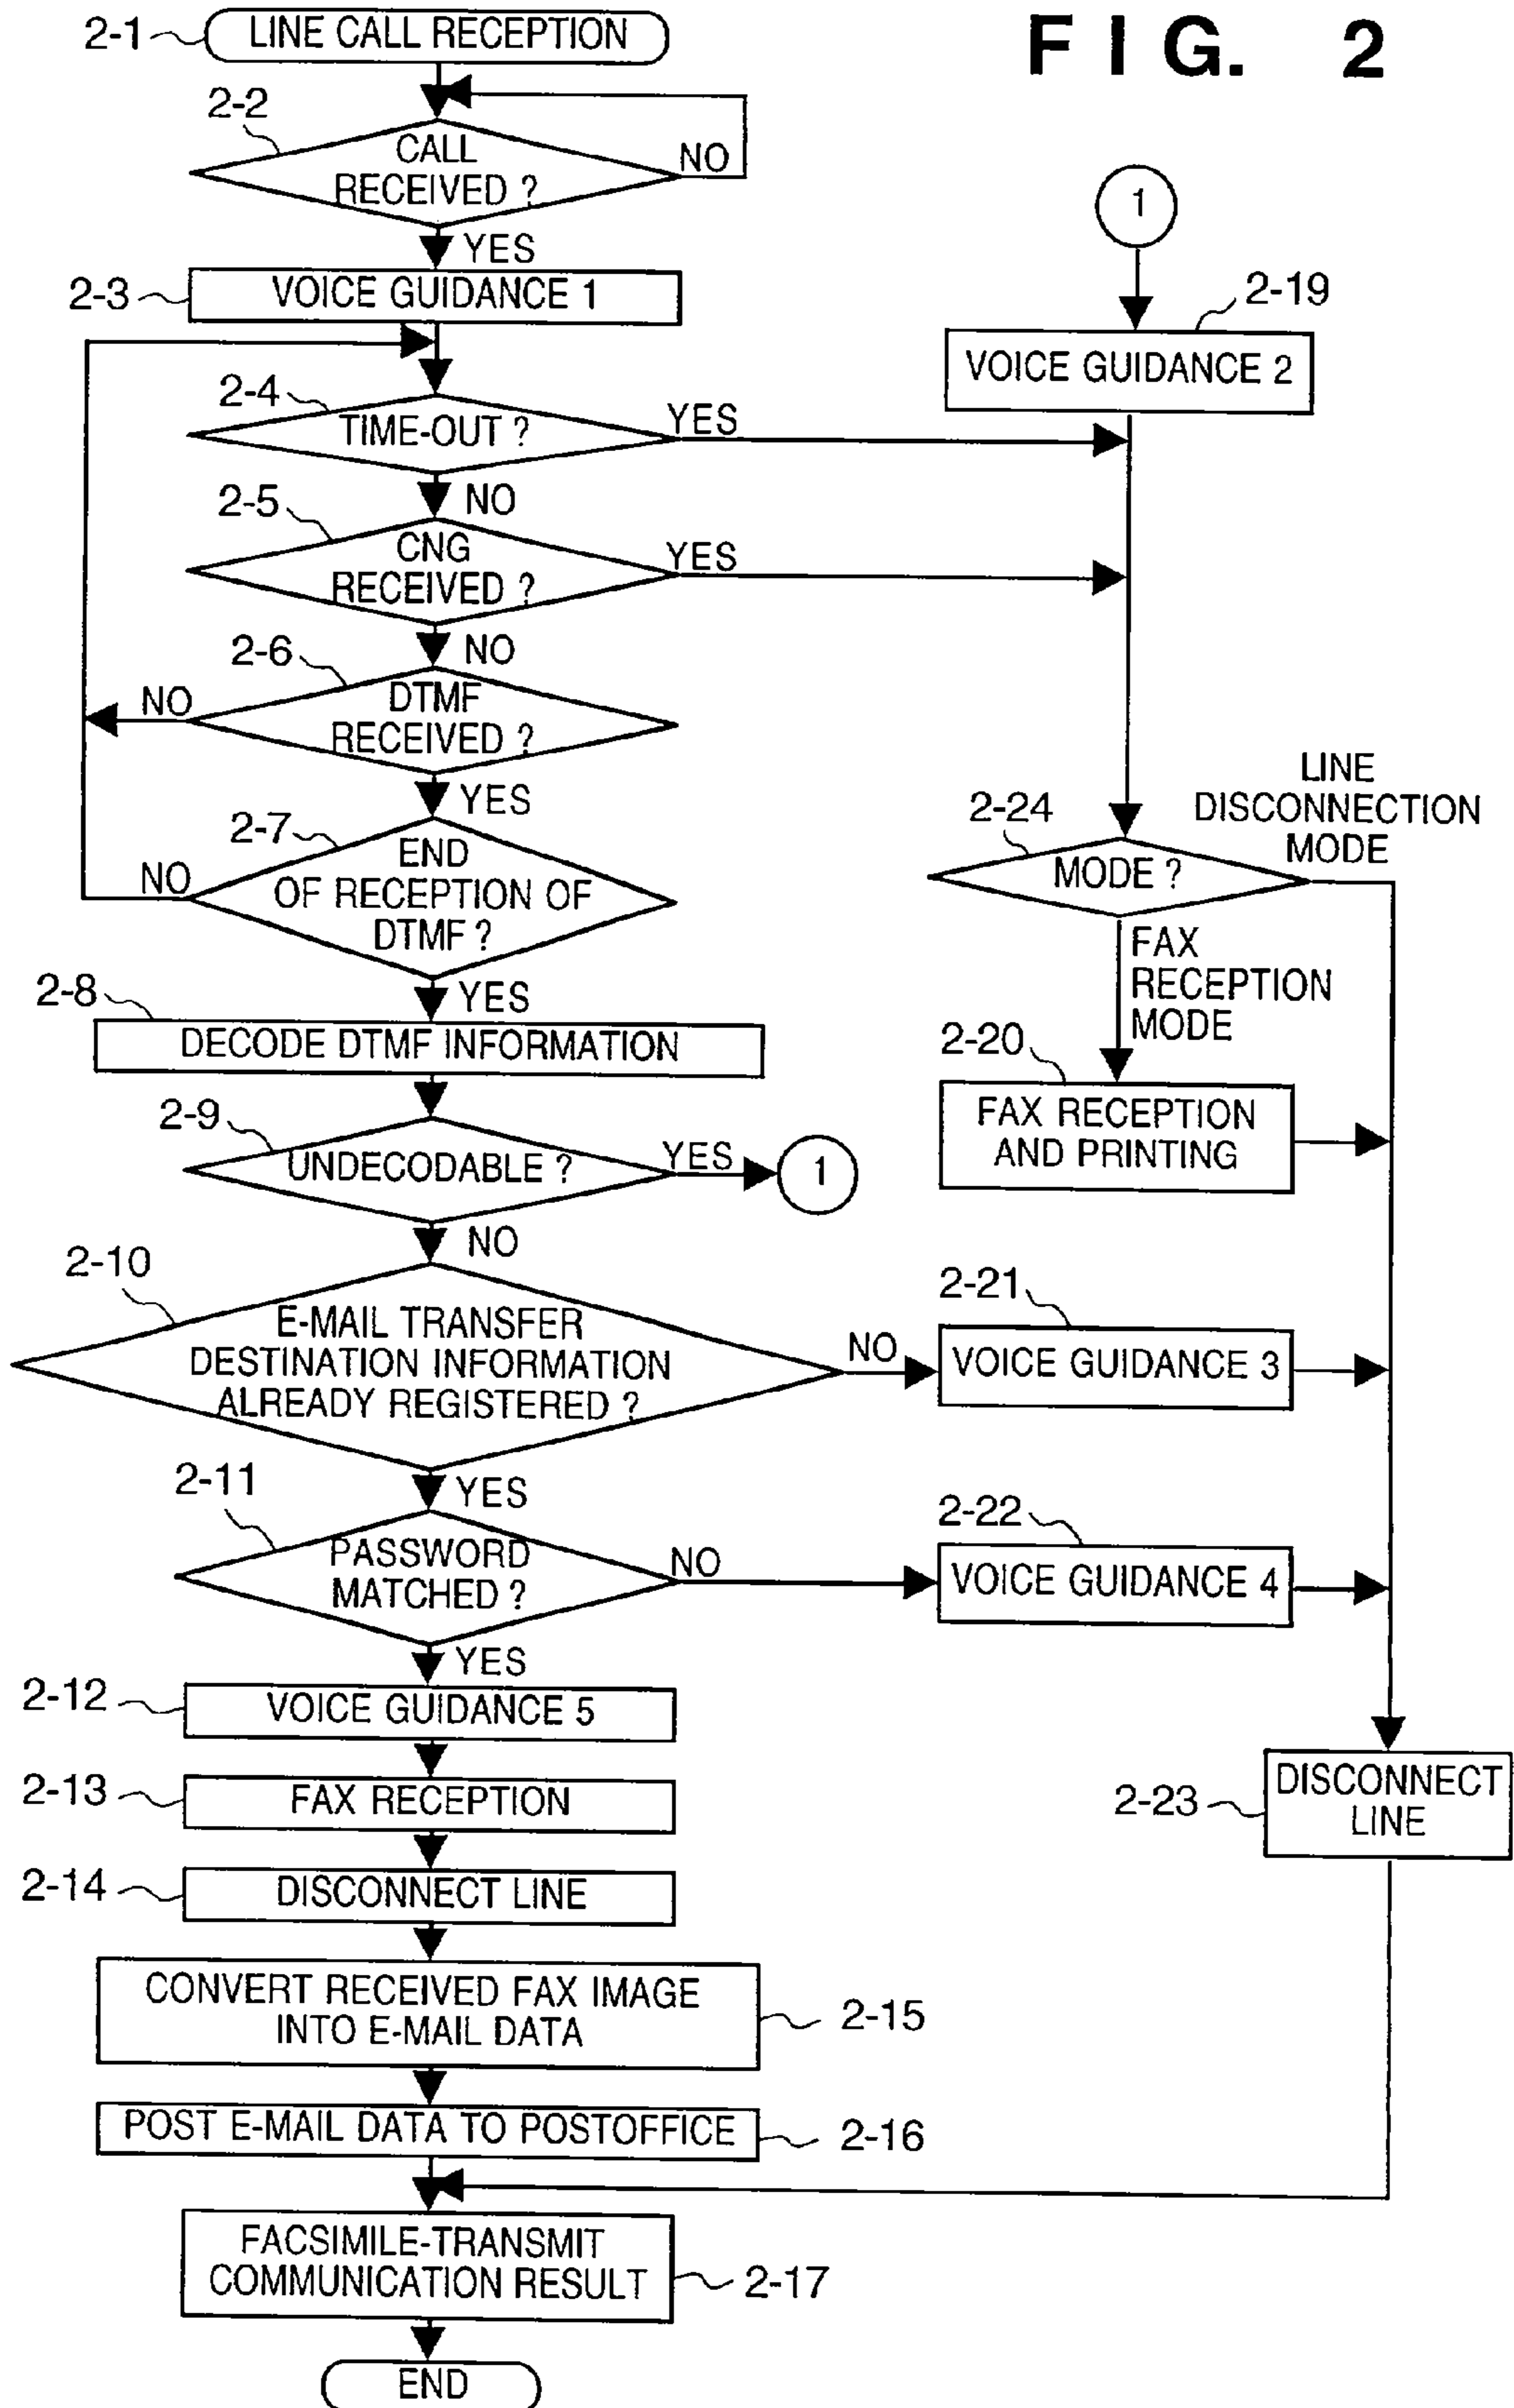 FIG. 2
2-1
LINE CALL RECEPTION
2-2
CALL
RECEIVED ?
NO
YES
2-3
VOICE GUIDANCE 1
2-4
TIME-OUT ?
YES
NO
2-5
CNG
RECEIVED ?
YES
NO
2-6
DTMF
RECEIVED ?
NO
YES
2-7
END
OF RECEPTION OF
DTMF ?
NO
YES
2-8
DECODE DTMF INFORMATION
2-9
UNDECODABLE ?
YES
1
NO
2-10
E-MAIL TRANSFER
DESTINATION INFORMATION
ALREADY REGISTERED ?
NO
YES
2-11
PASSWORD
MATCHED ?
NO
YES
2-12
VOICE GUIDANCE 5
2-13
FAX RECEPTION
2-14
DISCONNECT LINE
CONVERT RECEIVED FAX IMAGE
INTO E-MAIL DATA
2-15
POST E-MAIL DATA TO POSTOFFICE
2-16
FACSIMILE-TRANSMIT
COMMUNICATION RESULT
2-17
END
1
2-19
VOICE GUIDANCE 2
2-24
MODE ?
LINE
DISCONNECTION
MODE
FAX
RECEPTION
MODE
2-20
FAX RECEPTION
AND PRINTING
2-21
VOICE GUIDANCE 3
2-22
VOICE GUIDANCE 4
2-23
DISCONNECT
LINE